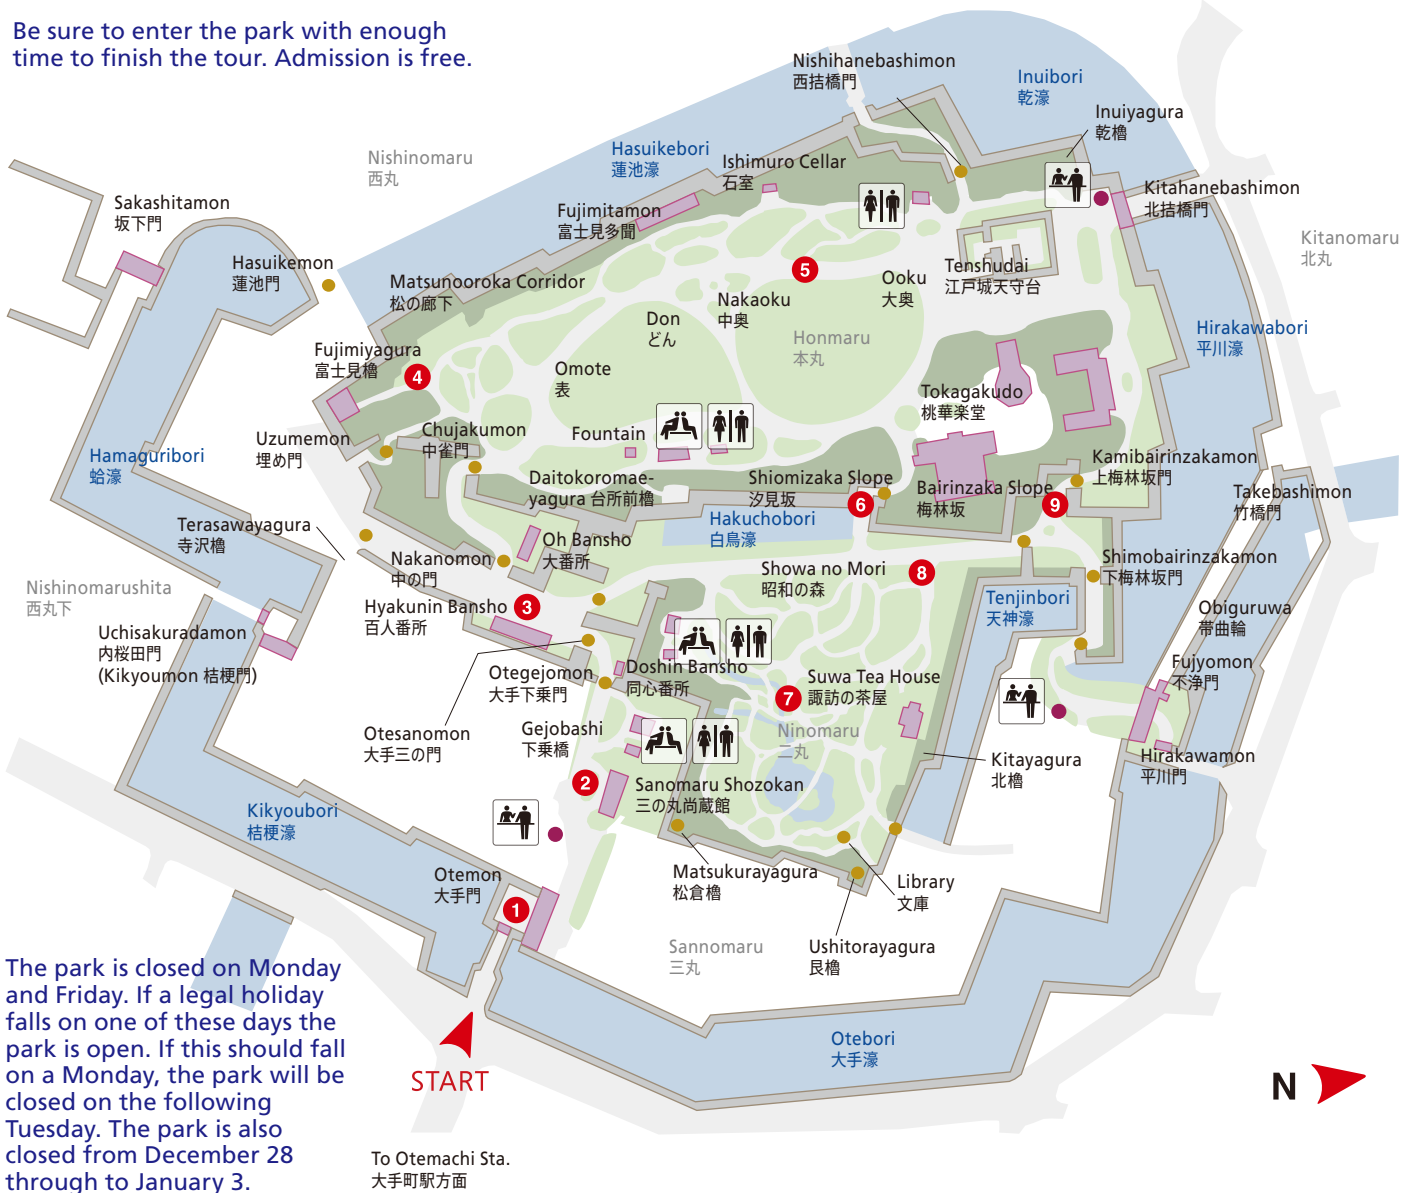 Be sure to enter the park with enough
time to finish the tour. Admission is free.
Nishihanebashimon
西拮橋門
Inuibori
乾濠
Inuiyagura
乾櫓
Nishinomaru
西丸
Hasuikebori
蓮池濠
Ishimuro Cellar
石室
Kitahanebashimon
北拮橋門
Sakashitamon
坂下門
Fujimitamon
富士見多聞
Kitanomaru
北丸
Hasuikemon
蓮池門
Matsunooroka Corridor
松の廊下
5
Nakaoku
中奥
Ooku
大奥
Tenshudai
江戸城天守台
Don
どん
Honmaru
本丸
Hirakawabori
平川濠
Fujimiyagura
富士見櫓
4
Omote
表
Tokagakudo
桃華楽堂
Uzumemon
埋め門
Chujakumon
中雀門
Fountain
Hamaguribori
蛤濠
Daitokoromae-
yagura 台所前櫓
Shiomizaka Slope
汐見坂
6
Bairinzaka Slope
梅林坂
9
Kamibairinzakamon
上梅林坂門
Takebashimon
竹橋門
Terasawayagura
寺沢櫓
Hakuchobori
白鳥濠
Nakanomon
中の門
Oh Bansho
大番所
Showa no Mori
昭和の森
8
Shimobairinzakamon
下梅林坂門
Nishinomarushita
西丸下
Hyakunin Bansho
百人番所
3
Tenjinbori
天神濠
Obiguruwa
帯曲輪
Uchisakuradamon
内桜田門
(Kikyoumon 桔梗門)
Otegejomon
大手下乗門
Doshin Bansho
同心番所
7
Suwa Tea House
諏訪の茶屋
Fujyomon
不浄門
Otesanomon
大手三の門
Gejobashi
下乗橋
Ninomaru
二丸
Kitayagura
北櫓
Hirakawamon
平川門
2
Sanomaru Shozokan
三の丸尚蔵館
Kikyoubori
桔梗濠
Matsukurayagura
松倉櫓
Library
文庫
Otemon
大手門
1
Sannomaru
三丸
Ushitorayagura
艮櫓
The park is closed on Monday
and Friday. If a legal holiday
falls on one of these days the
park is open. If this should fall
on a Monday, the park will be
closed on the following
Tuesday. The park is also
closed from December 28
through to January 3.
START
Otebori
大手濠
N
To Otemachi Sta.
大手町駅方面